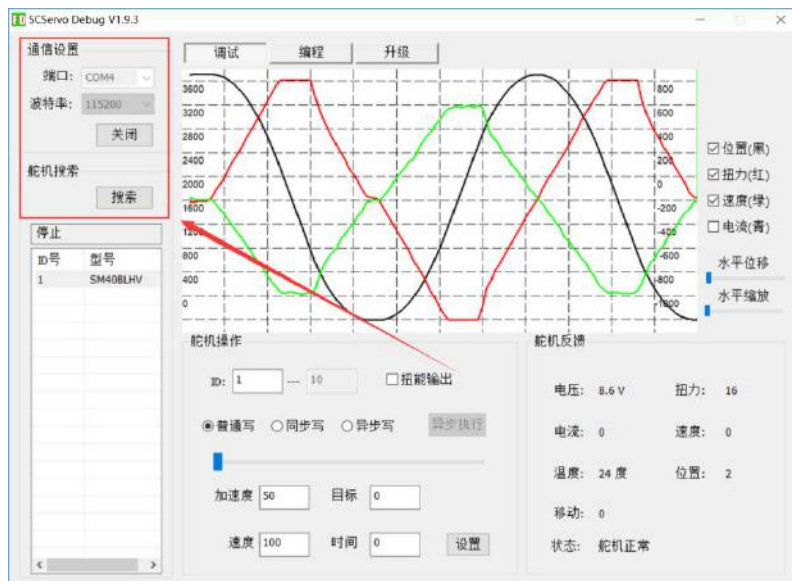 SCServo Debug V1.9.3
通信设置
端口: COM4
波特率: 115200
关闭
舵机搜索
搜索
停止
ID号 型号
1 SM40BLHV
调试 编程 升级
3600
3200
2800
2400
2000
1600
1200
800
400
0
800
600
400
200
0
-200
-400
-600
-800
-1000
位置(黑)
扭力(红)
速度(绿)
电流(青)
水平位移
水平缩放
舵机操作
ID: 1 --- 10 扭能输出
普通写 同步写 异步写 异步执行
加速度 50 目标 0
速度 100 时间 0 设置
舵机反馈
电压: 8.6 V 扭力: 16
电流: 0 速度: 0
温度: 24 度 位置: 2
移动: 0
状态: 舵机正常